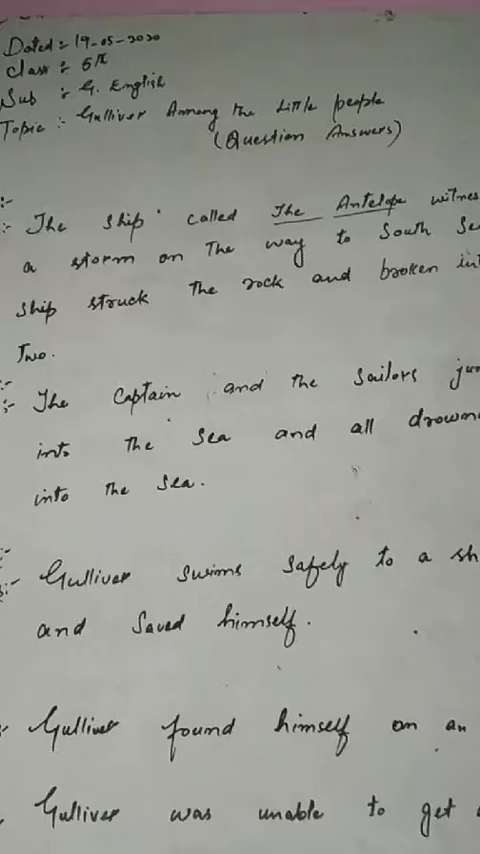 Dated :- 19-05-2020
Class :- 5th
Sub :- G. English
Topic :- Gulliver Among the Little people
(Question Answers)
:-
:- The ship called The Antelope witnes
a storm on The way to South Se
ship struck The rock and broken int
Two.
:-
:- The Captain and the Sailors ju
into The Sea and all drown
into the Sea.
:-
:- Gulliver swims safely to a sh
and Saved himself.
:- Gulliver found himself on an
Gulliver was unable to get